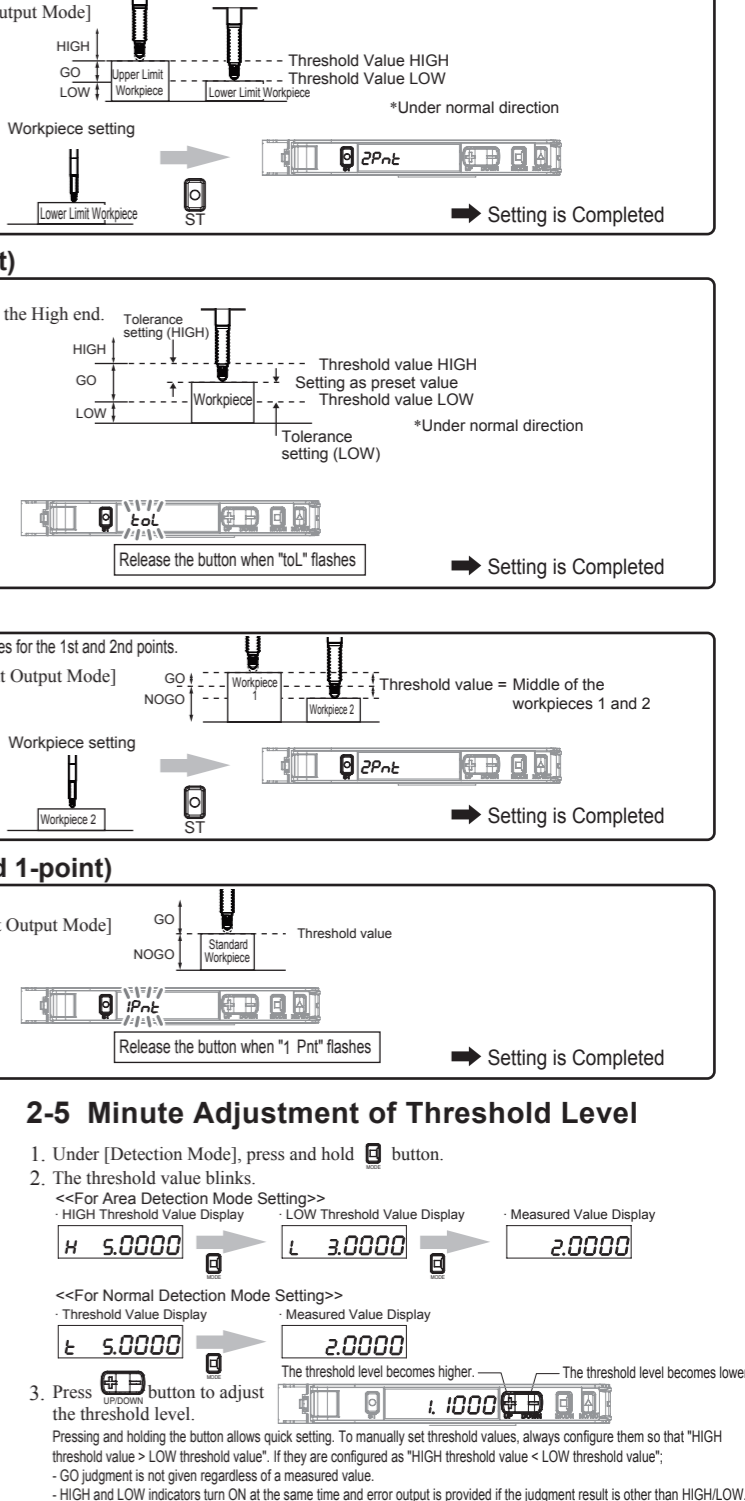 utput Mode]
HIGH
GO
LOW
Upper Limit
Workpiece
Lower Limit Workpiece
Threshold Value HIGH
Threshold Value LOW
*Under normal direction
Workpiece setting
Lower Limit Workpiece
ST
ST
2Pnt
UP DOWN MODE
➡ Setting is Completed
t)
the High end.
Tolerance
setting (HIGH)
HIGH
GO
LOW
Workpiece
Threshold value HIGH
Setting as preset value
Threshold value LOW
Tolerance
setting (LOW)
*Under normal direction
toL
Release the button when "toL" flashes
➡ Setting is Completed
es for the 1st and 2nd points.
t Output Mode]
GO
NOGO
Workpiece
1
Workpiece 2
Threshold value = Middle of the
workpieces 1 and 2
Workpiece setting
Workpiece 2
ST
2Pnt
➡ Setting is Completed
d 1-point)
t Output Mode]
GO
NOGO
Standard
Workpiece
Threshold value
1Pnt
Release the button when "1 Pnt" flashes
➡ Setting is Completed
2-5 Minute Adjustment of Threshold Level
1. Under [Detection Mode], press and hold MODE button.
2. The threshold value blinks.
<<For Area Detection Mode Setting>>
· HIGH Threshold Value Display · LOW Threshold Value Display · Measured Value Display
H 5.0000 MODE L 3.0000 MODE 2.0000
<<For Normal Detection Mode Setting>>
· Threshold Value Display · Measured Value Display
t 5.0000 MODE 2.0000
The threshold level becomes higher. The threshold level becomes lower
3. Press UP/DOWN button to adjust
the threshold level.
1.1000
Pressing and holding the button allows quick setting. To manually set threshold values, always configure them so that "HIGH
threshold value > LOW threshold value". If they are configured as "HIGH threshold value < LOW threshold value";
- GO judgment is not given regardless of a measured value.
- HIGH and LOW indicators turn ON at the same time and error output is provided if the judgment result is other than HIGH/LOW.